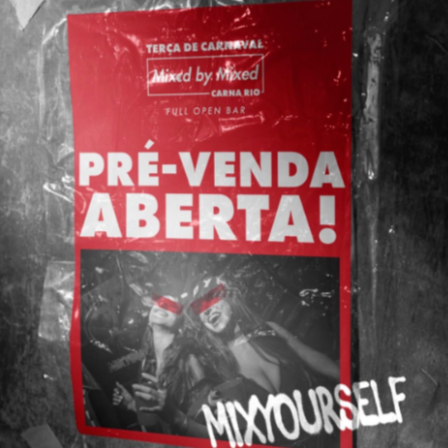 TERÇA DE CARNAVAL
Mixed by Mixed
CARNA RIO
FULL OPEN BAR
PRÉ-VENDA
ABERTA!
MIXYOURSELF